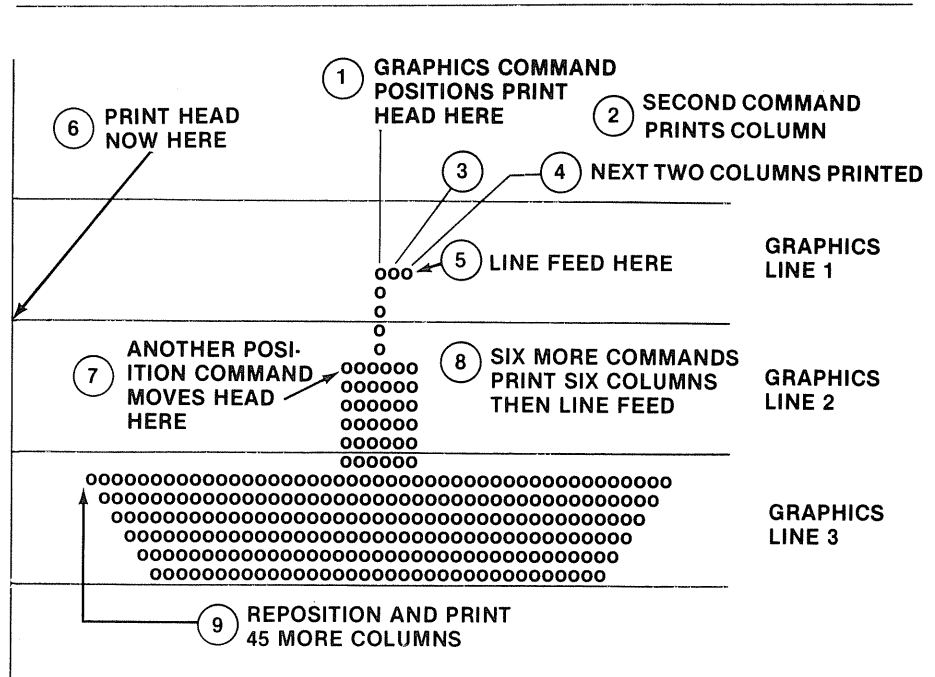 1
GRAPHICS COMMAND
POSITIONS PRINT
HEAD HERE
2
SECOND COMMAND
PRINTS COLUMN
6
PRINT HEAD
NOW HERE
3
4
NEXT TWO COLUMNS PRINTED
5
LINE FEED HERE
GRAPHICS
LINE 1
7
ANOTHER POSI-
ITION COMMAND
MOVES HEAD
HERE
8
SIX MORE COMMANDS
PRINT SIX COLUMNS
THEN LINE FEED
GRAPHICS
LINE 2
GRAPHICS
LINE 3
9
REPOSITION AND PRINT
45 MORE COLUMNS